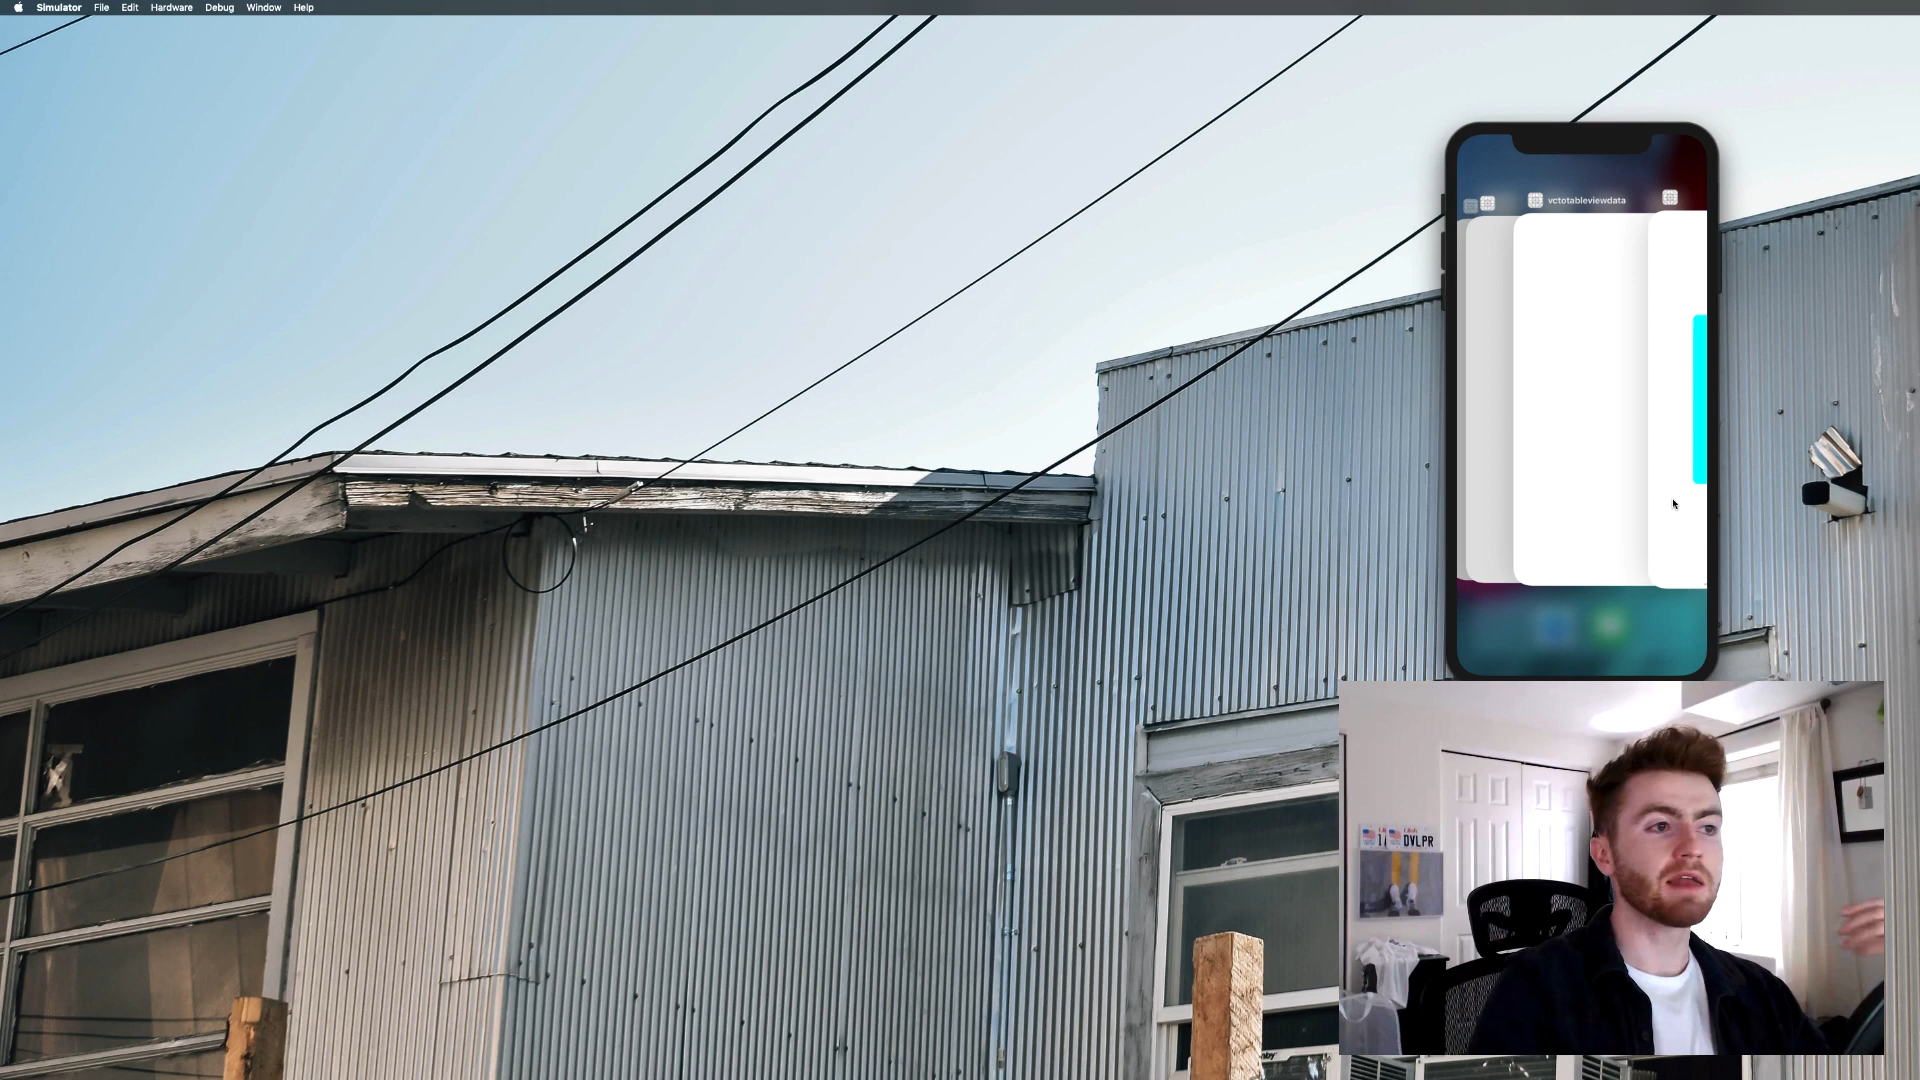 Simulator File Edit Hardware Debug Window Help
vctotableviewdata
DVLPR